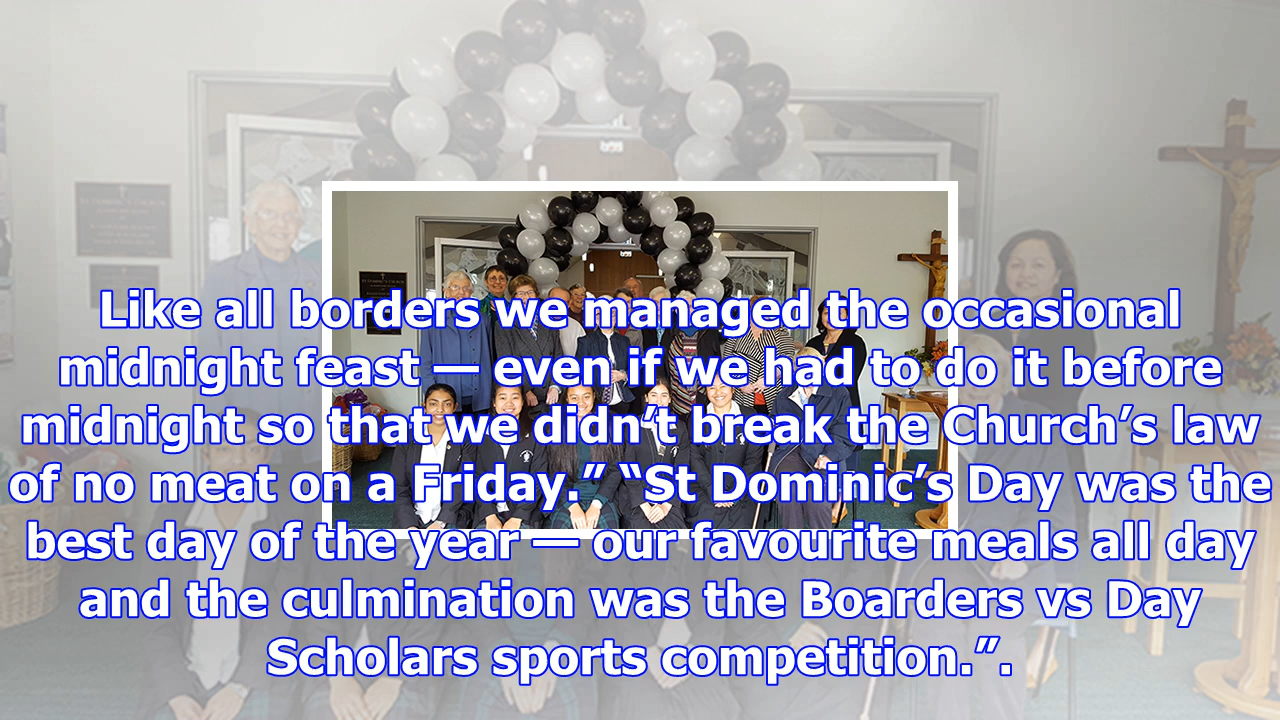 Like all borders we managed the occasional
midnight feast — even if we had to do it before
midnight so that we didn’t break the Church’s law
of no meat on a Friday.” “St Dominic’s Day was the
best day of the year — our favourite meals all day
and the culmination was the Boarders vs Day
Scholars sports competition.”.